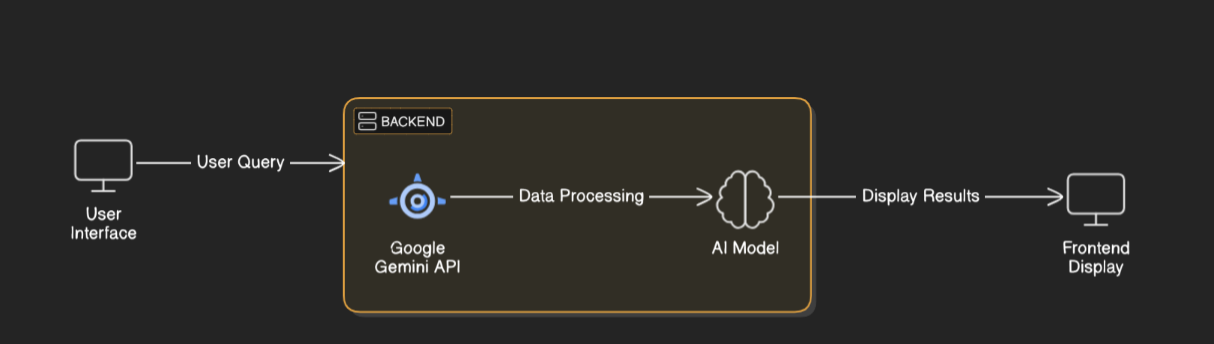 BACKEND
User Query
User
Interface
Data Processing
Google
Gemini API
AI Model
Display Results
Frontend
Display